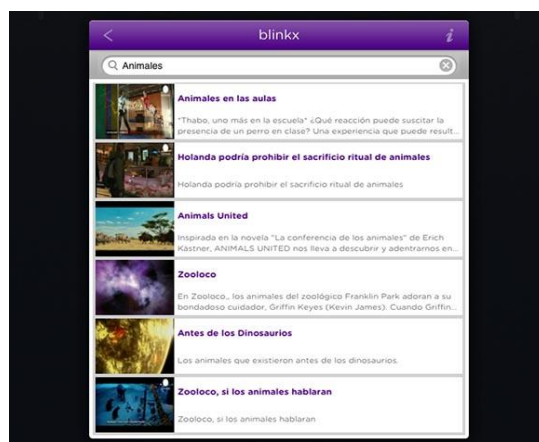 blinkx
i
Animales
Animales en las aulas
"Thabo, uno más en la escuela" ¿Qué reacción puede suscitar la
presencia de un perro en clase? Una experiencia que puede result...
Holanda podría prohibir el sacrificio ritual de animales
Holanda podría prohibir el sacrificio ritual de animales
Animals United
Inspirada en la novela "La conferencia de los animales" de Erich
Kästner, ANIMALS UNITED nos lleva a descubrir y adentrarnos en...
Zooloco
En Zooloco,, los animales del zoológico Franklin Park adoran a su
bondadoso cuidador, Griffin Keyes (Kevin James). Cuando Griffin...
Antes de los Dinosaurios
Los animales que existieron antes de los dinosaurios.
Zooloco, si los animales hablaran
Zooloco, si los animales hablaran